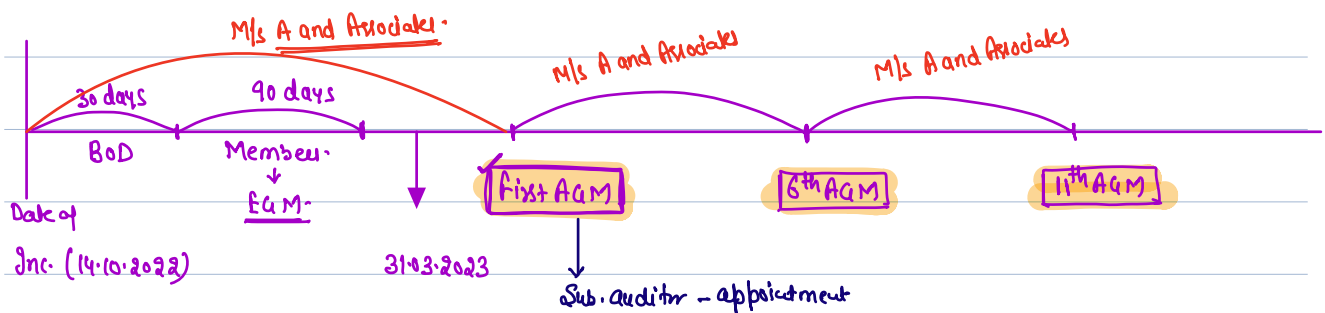 M/s A and Associates.
M/s A and Associates
M/s A and Associates
30 days
90 days
BOD
Member.
EGM.
First AGM
6th AGM
11th AGM
Date of
Inc. (14.10.2022)
31.03.2023
Sub. auditor - appointment